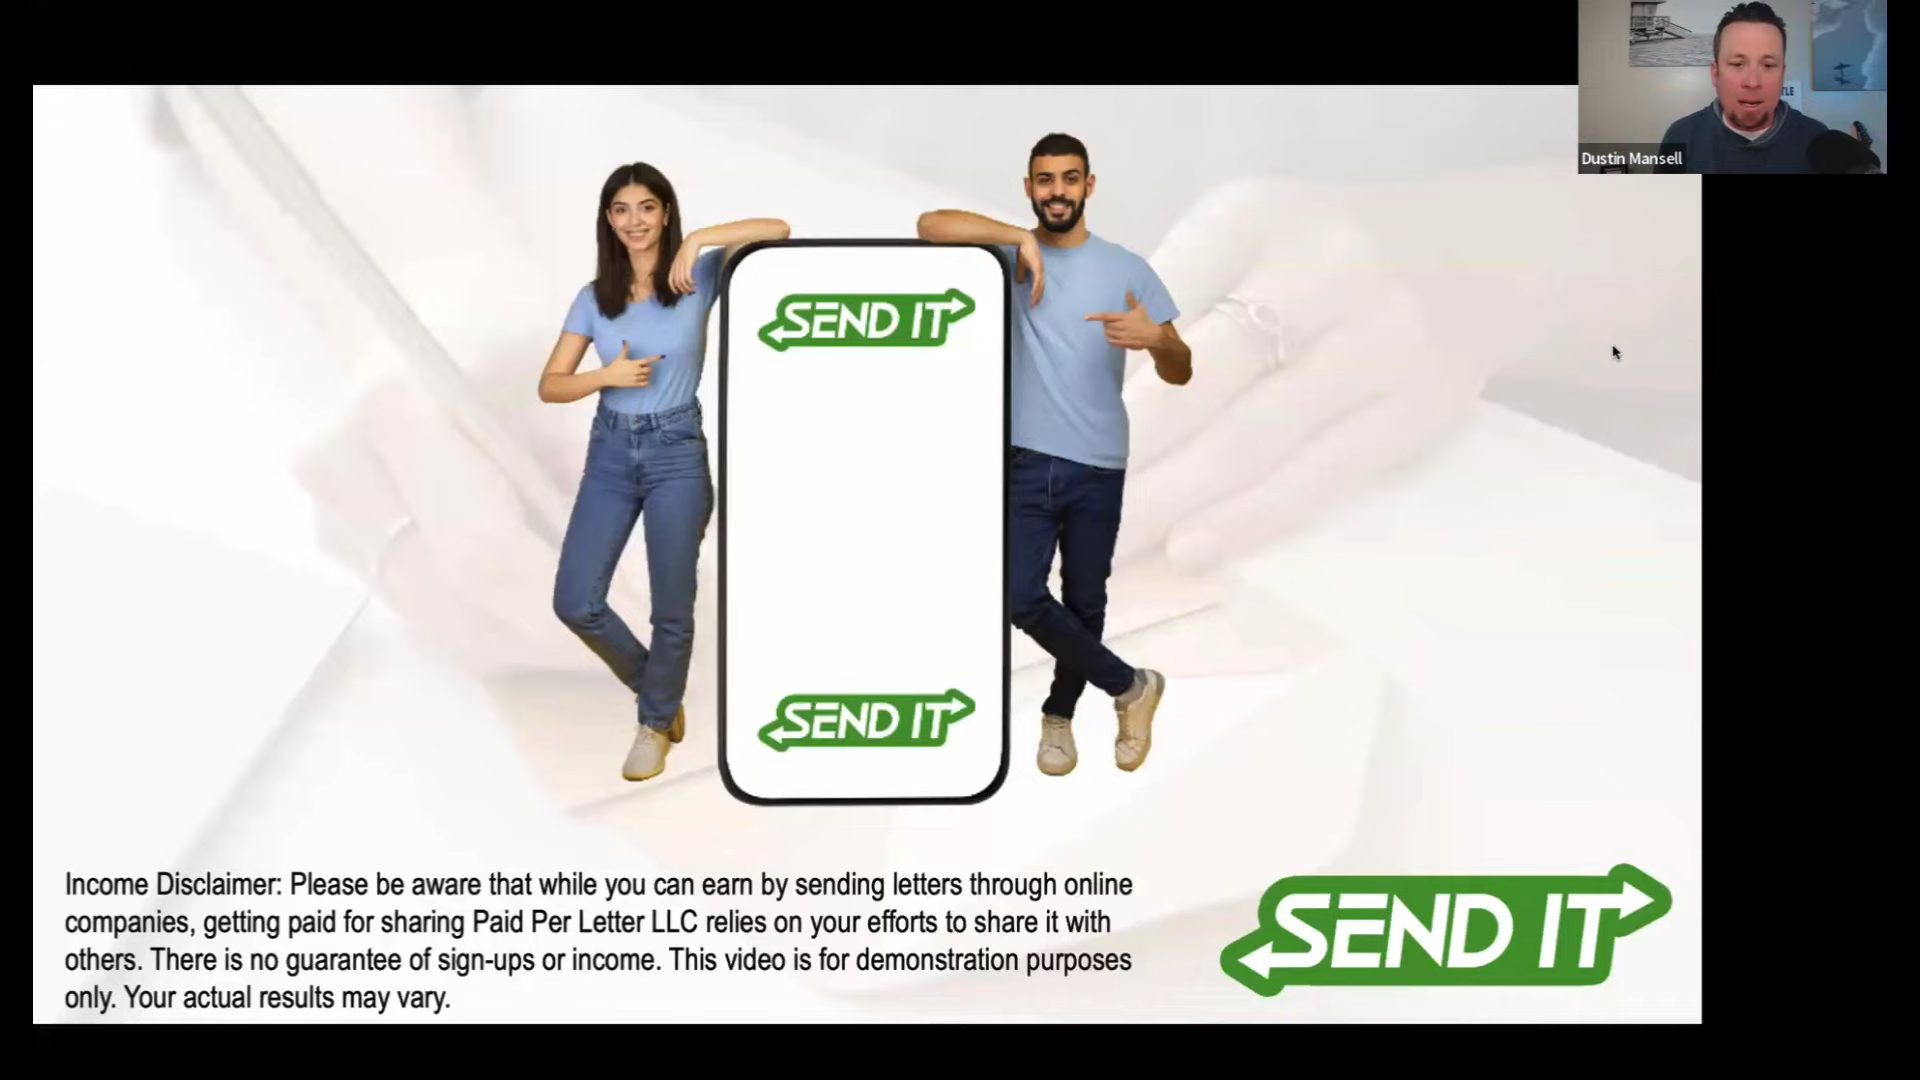 TLE
Dustin Mansell
SEND IT
SEND IT
Income Disclaimer: Please be aware that while you can earn by sending letters through online
companies, getting paid for sharing Paid Per Letter LLC relies on your efforts to share it with
others. There is no guarantee of sign-ups or income. This video is for demonstration purposes
only. Your actual results may vary.
SEND IT